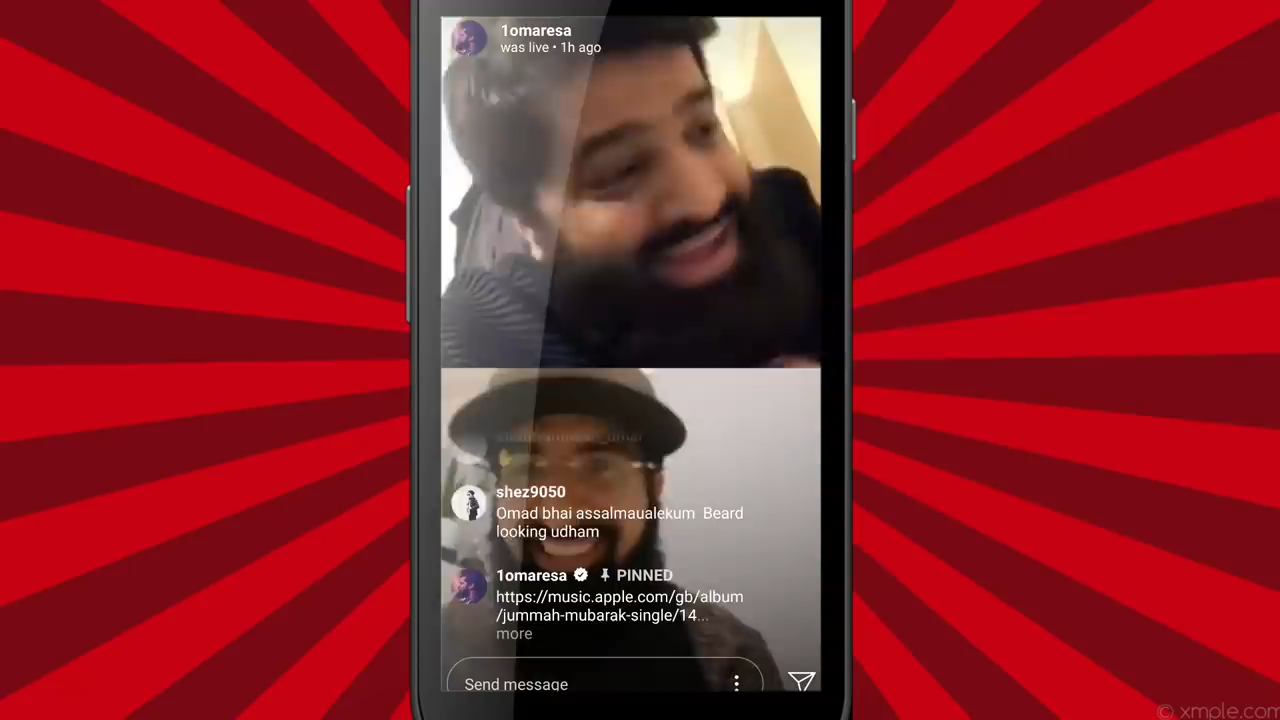 1omaresa
was live • 1h ago
shez9050
Omad bhai assalmaualekum Beard
looking udham
1omaresa PINNED
https://music.apple.com/gb/album
/jummah-mubarak-single/14...
more
Send message
© xmple.com